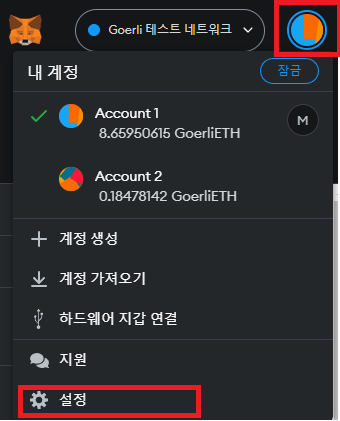 Goerli 테스트 네트워크
내 계정
잠금
Account 1
8.65950615 GoerliETH
M
Account 2
0.18478142 GoerliETH
계정 생성
계정 가져오기
하드웨어 지갑 연결
지원
설정